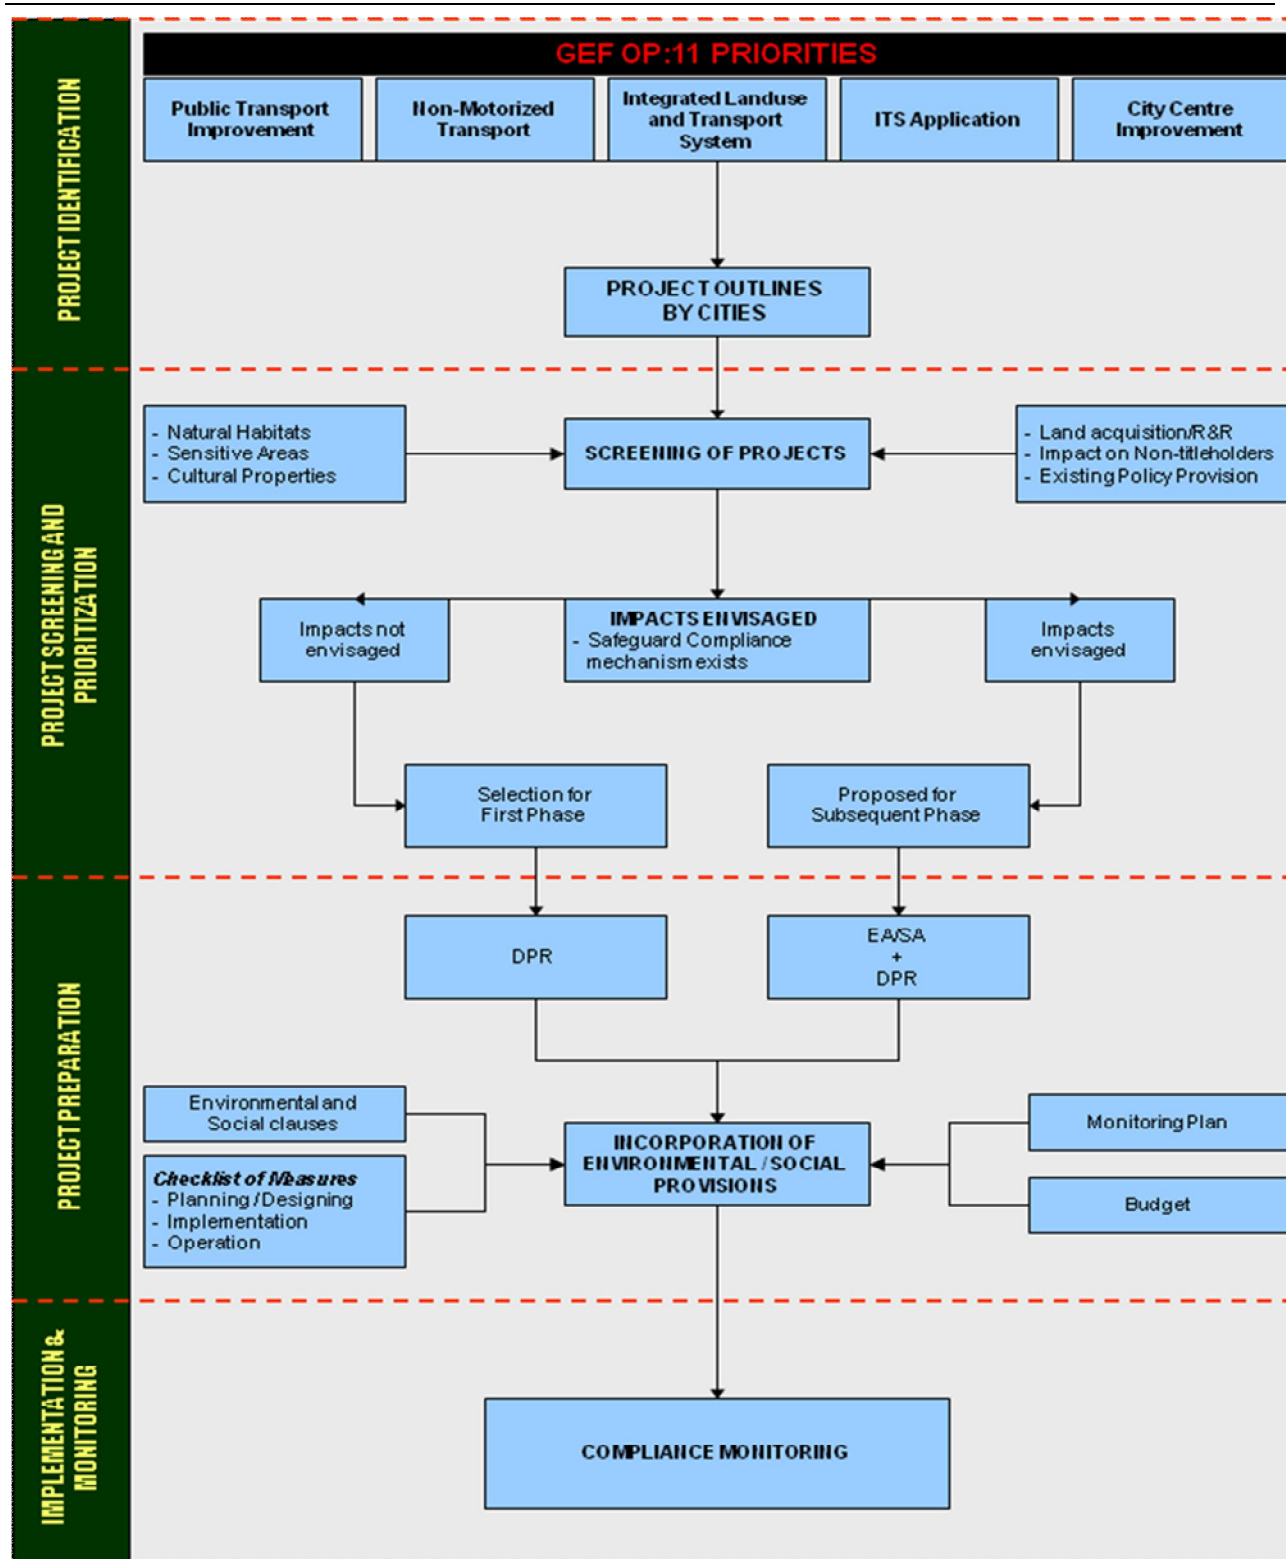 GEF OP:11 PRIORITIES
PROJECT IDENTIFICATION
Public Transport
Improvement
Non-Motorized
Transport
Integrated Landuse
and Transport
System
ITS Application
City Centre
Improvement
PROJECT OUTLINES
BY CITIES
PROJECT SCREENING AND
PRIORITIZATION
- Natural Habitats
- Sensitive Areas
- Cultural Properties
SCREENING OF PROJECTS
- Land acquisition/R&R
- Impact on Non-titleholders
- Existing Policy Provision
Impacts not
envisaged
IMPACTS ENVISAGED
- Safeguard Compliance
mechanism exists
Impacts
envisaged
Selection for
First Phase
Proposed for
Subsequent Phase
PROJECT PREPARATION
DPR
EA/SA
+
DPR
Environmental and
Social clauses
Checklist of Measures
- Planning / Designing
- Implementation
- Operation
INCORPORATION OF
ENVIRONMENTAL / SOCIAL
PROVISIONS
Monitoring Plan
Budget
IMPLEMENTATION &
MONITORING
COMPLIANCE MONITORING